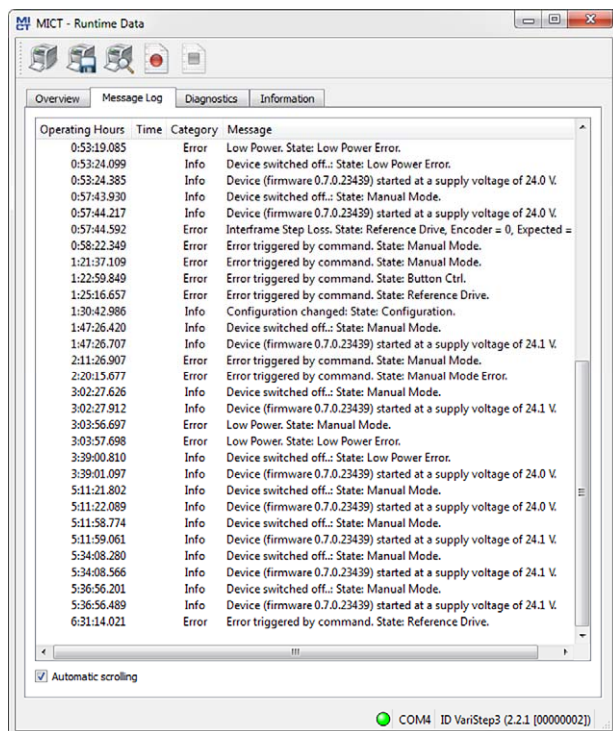 MICT - Runtime Data
Overview Message Log Diagnostics Information
Operating Hours Time Category Message
0:53:19.085 Error Low Power. State: Low Power Error.
0:53:24.099 Info Device switched off..: State: Low Power Error.
0:53:24.385 Info Device (firmware 0.7.0.23439) started at a supply voltage of 24.0 V.
0:57:43.930 Info Device switched off..: State: Manual Mode.
0:57:44.217 Info Device (firmware 0.7.0.23439) started at a supply voltage of 24.0 V.
0:57:44.592 Error Interframe Step Loss. State: Reference Drive, Encoder = 0, Expected =
0:58:22.349 Error Error triggered by command. State: Manual Mode.
1:21:37.109 Error Error triggered by command. State: Manual Mode.
1:22:59.849 Error Error triggered by command. State: Button Ctrl.
1:25:16.657 Error Error triggered by command. State: Reference Drive.
1:30:42.986 Info Configuration changed: State: Configuration.
1:47:26.420 Info Device switched off..: State: Manual Mode.
1:47:26.707 Info Device (firmware 0.7.0.23439) started at a supply voltage of 24.1 V.
2:11:26.907 Error Error triggered by command. State: Manual Mode.
2:20:15.677 Error Error triggered by command. State: Manual Mode Error.
3:02:27.626 Info Device switched off..: State: Manual Mode.
3:02:27.912 Info Device (firmware 0.7.0.23439) started at a supply voltage of 24.1 V.
3:03:56.697 Error Low Power. State: Manual Mode.
3:03:57.698 Error Low Power. State: Low Power Error.
3:39:00.810 Info Device switched off..: State: Low Power Error.
3:39:01.097 Info Device (firmware 0.7.0.23439) started at a supply voltage of 24.0 V.
5:11:21.802 Info Device switched off..: State: Manual Mode.
5:11:22.089 Info Device (firmware 0.7.0.23439) started at a supply voltage of 24.0 V.
5:11:58.774 Info Device switched off..: State: Manual Mode.
5:11:59.061 Info Device (firmware 0.7.0.23439) started at a supply voltage of 24.1 V.
5:34:08.280 Info Device switched off..: State: Manual Mode.
5:34:08.566 Info Device (firmware 0.7.0.23439) started at a supply voltage of 24.1 V.
5:36:56.201 Info Device switched off..: State: Manual Mode.
5:36:56.489 Info Device (firmware 0.7.0.23439) started at a supply voltage of 24.1 V.
6:31:14.021 Error Error triggered by command. State: Reference Drive.
Automatic scrolling
COM4 ID VariStep3 (2.2.1 [00000002])